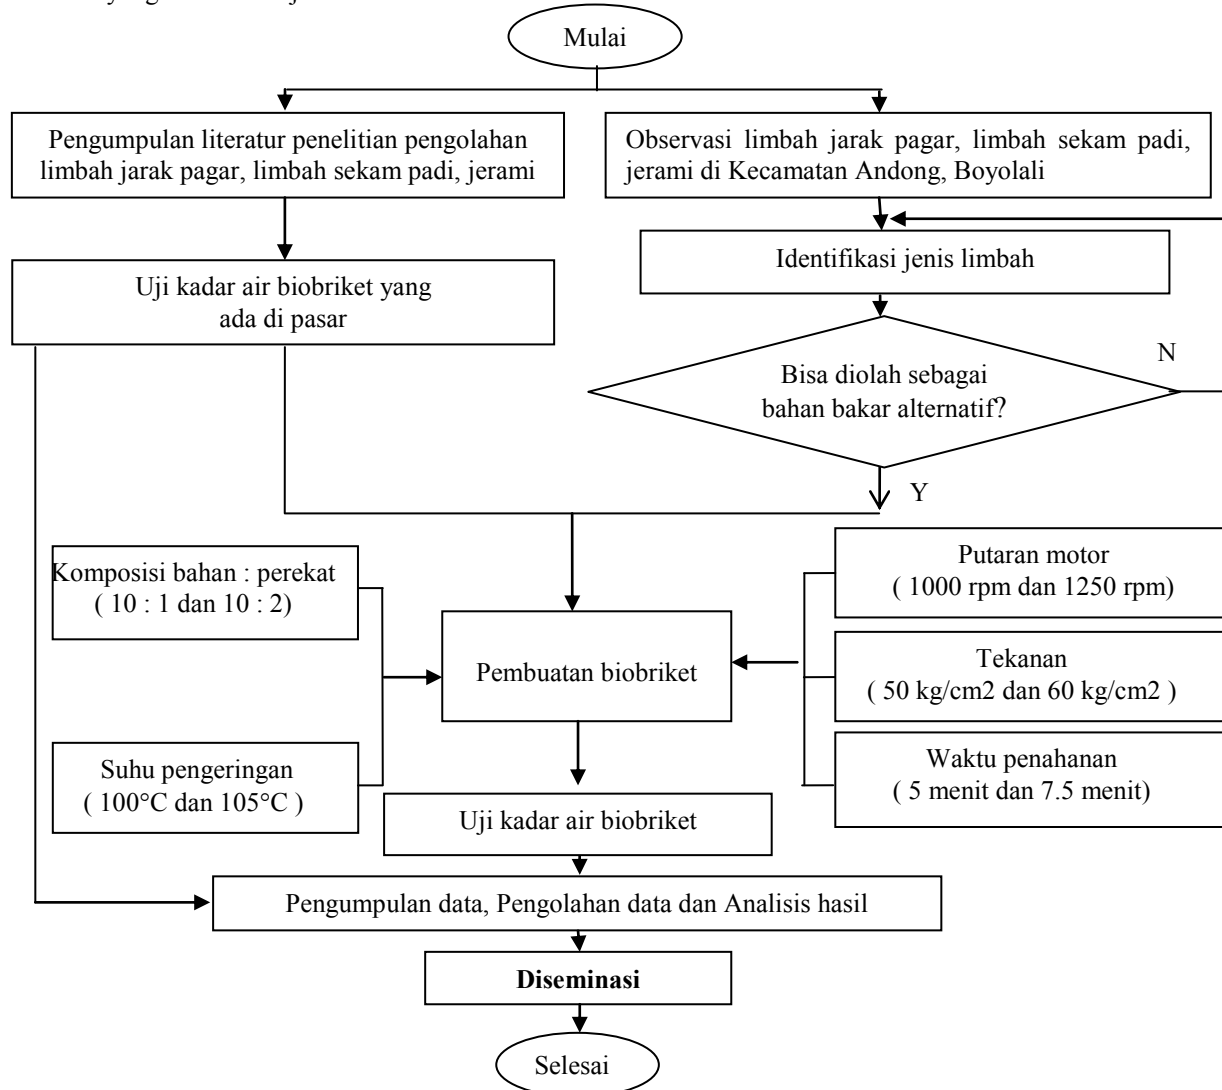 Mulai
Pengumpulan literatur penelitian pengolahan
limbah jarak pagar, limbah sekam padi, jerami
Observasi limbah jarak pagar, limbah sekam padi,
jerami di Kecamatan Andong, Boyolali
Uji kadar air biobriket yang
ada di pasar
Identifikasi jenis limbah
Bisa diolah sebagai
bahan bakar alternatif?
N
Y
Komposisi bahan : perekat
( 10 : 1 dan 10 : 2)
Putaran motor
( 1000 rpm dan 1250 rpm)
Pembuatan biobriket
Tekanan
( 50 kg/cm2 dan 60 kg/cm2 )
Suhu pengeringan
( 100°C dan 105°C )
Waktu penahanan
( 5 menit dan 7.5 menit)
Uji kadar air biobriket
Pengumpulan data, Pengolahan data dan Analisis hasil
Diseminasi
Selesai